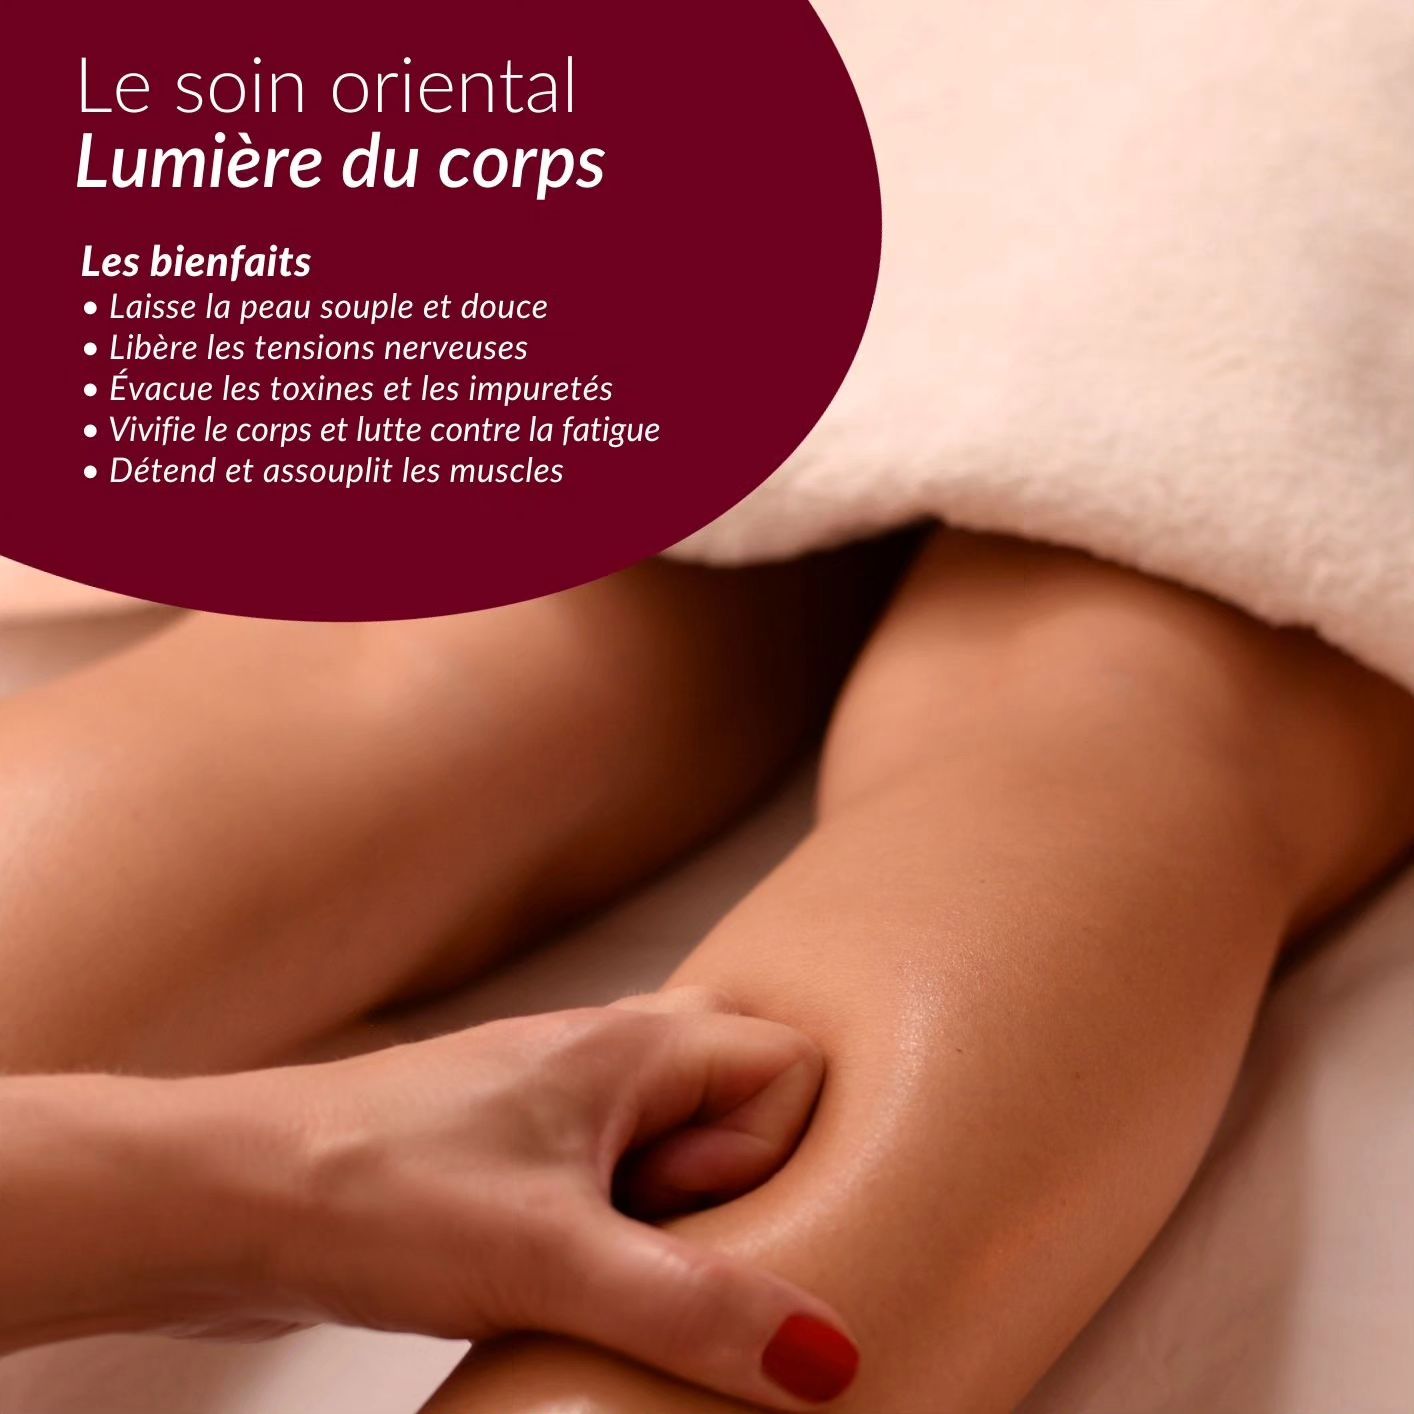 Le soin oriental
Lumière du corps
Les bienfaits
• Laisse la peau souple et douce
• Libère les tensions nerveuses
• Évacue les toxines et les impuretés
• Vivifie le corps et lutte contre la fatigue
• Détend et assouplit les muscles